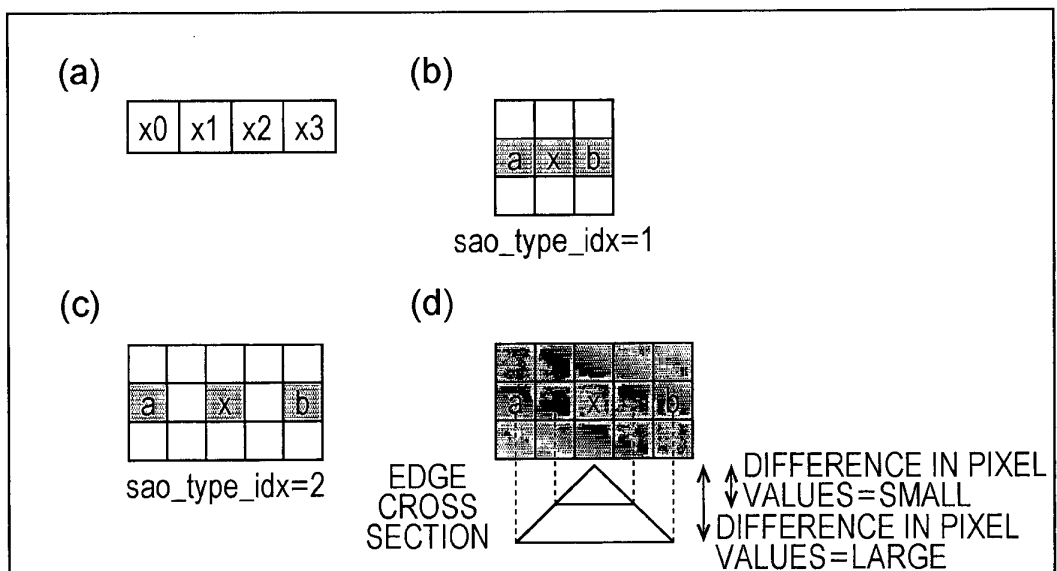 (a)
x0 x1 x2 x3
(b)
a x b
sao_type_idx=1
(c)
a x b
sao_type_idx=2
(d)
a x b
EDGE
CROSS
SECTION
DIFFERENCE IN PIXEL
VALUES=SMALL
DIFFERENCE IN PIXEL
VALUES=LARGE